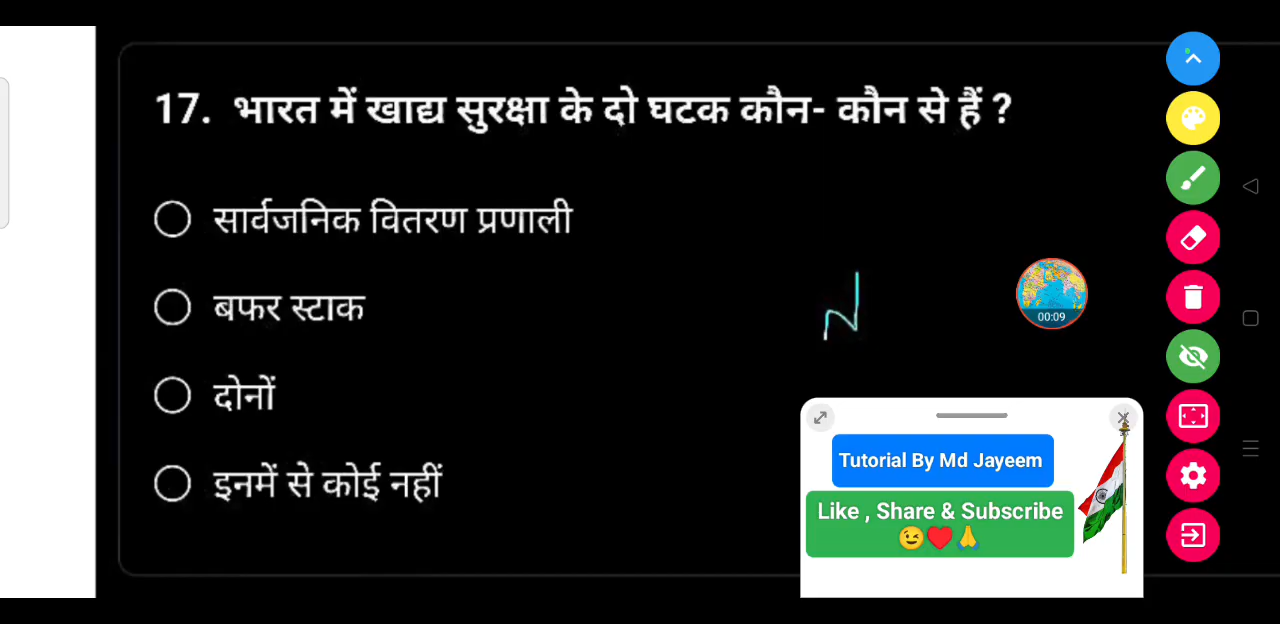 17. भारत में खाद्य सुरक्षा के दो घटक कौन- कौन से हैं ?
सार्वजनिक वितरण प्रणाली
बफर स्टाक
दोनों
इनमें से कोई नहीं
00:09
Tutorial By Md Jayeem
Like , Share & Subscribe
😉❤️🙏